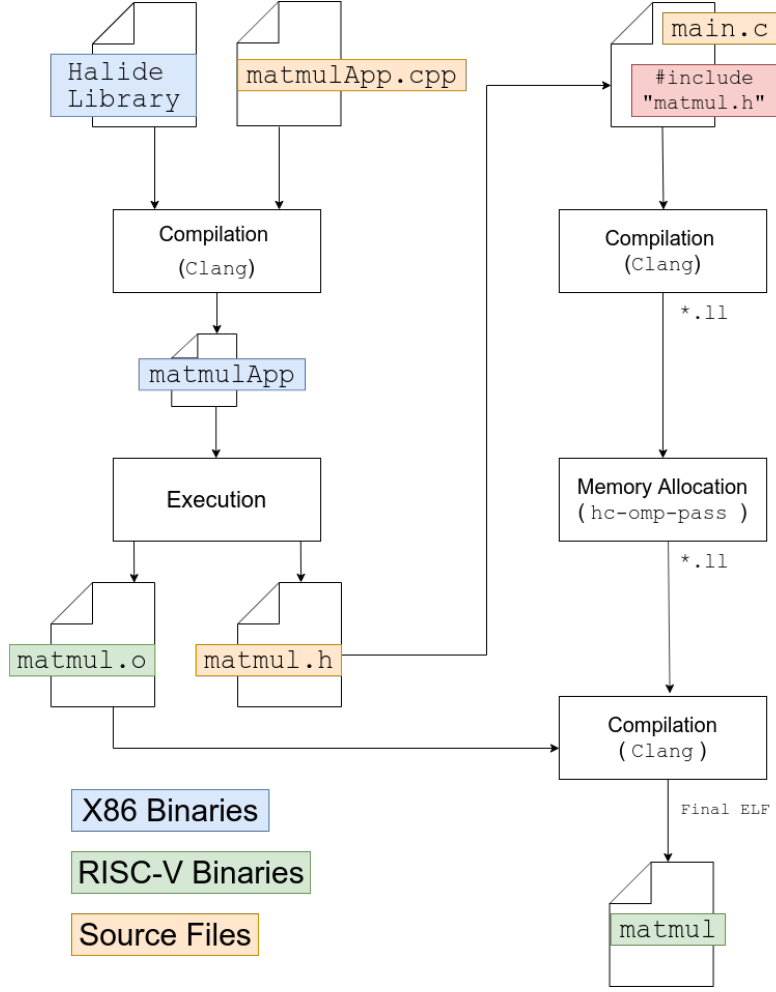 Halide
Library
matmulApp.cpp
main.c
#include
"matmul.h"
Compilation
(Clang)
Compilation
(Clang)
*.ll
matmulApp
Execution
Memory Allocation
( hc-omp-pass )
*.ll
matmul.o
matmul.h
Compilation
( Clang )
Final ELF
X86 Binaries
RISC-V Binaries
Source Files
matmul